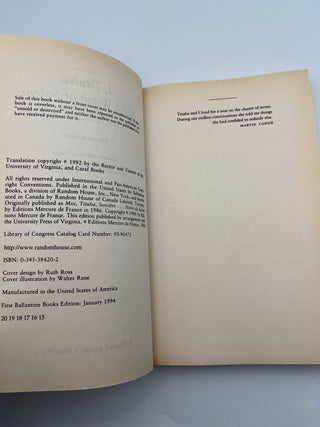 Sale of this book without a front cover may be unauthorized. If this
book is coverless, it may have been reported to the publisher as
"unsold or destroyed" and neither the author nor the publisher may
have received payment for it.
Translation copyright © 1992 by the Rector and Visitors of the
University of Virginia, and Caraf Books
All rights reserved under International and Pan-American Copy-
right Conventions. Published in the United States by Ballantine
Books, a division of Random House, Inc., New York, and simultaneously
in Canada by Random House of Canada Limited, Toronto.
Originally published as Moi, Tituba, Sorcière . . . Noire de Salem
by Editions Mercure de France in 1986. Copyright © 1986 by Edi-
tions Mercure de France. This edition published by arrangement with
the University Press of Virginia.
Library of Congress Catalog Card Number: 93-90471
http://www.randomhouse.com
ISBN: 0-345-38420-2
Cover design by Ruth Ross
Cover illustration by Walter Rane
Manufactured in the United States of America
First Ballantine Books Edition: January 1994
20 19 18 17 16 15
Tituba and I lived for a year on the closest of terms.
During our endless conversations she told me things
she had confided to nobody else.
MARYSE CONDÉ